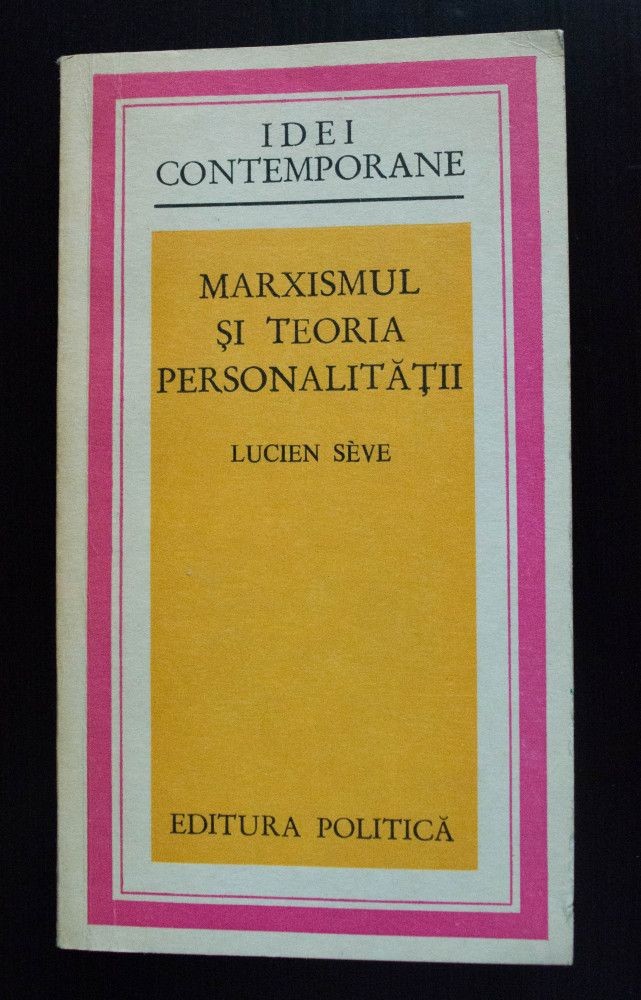 IDEI
CONTEMPORANE
MARXISMUL
ŞI TEORIA
PERSONALITĂŢII
LUCIEN SÈVE
EDITURA POLITICĂ